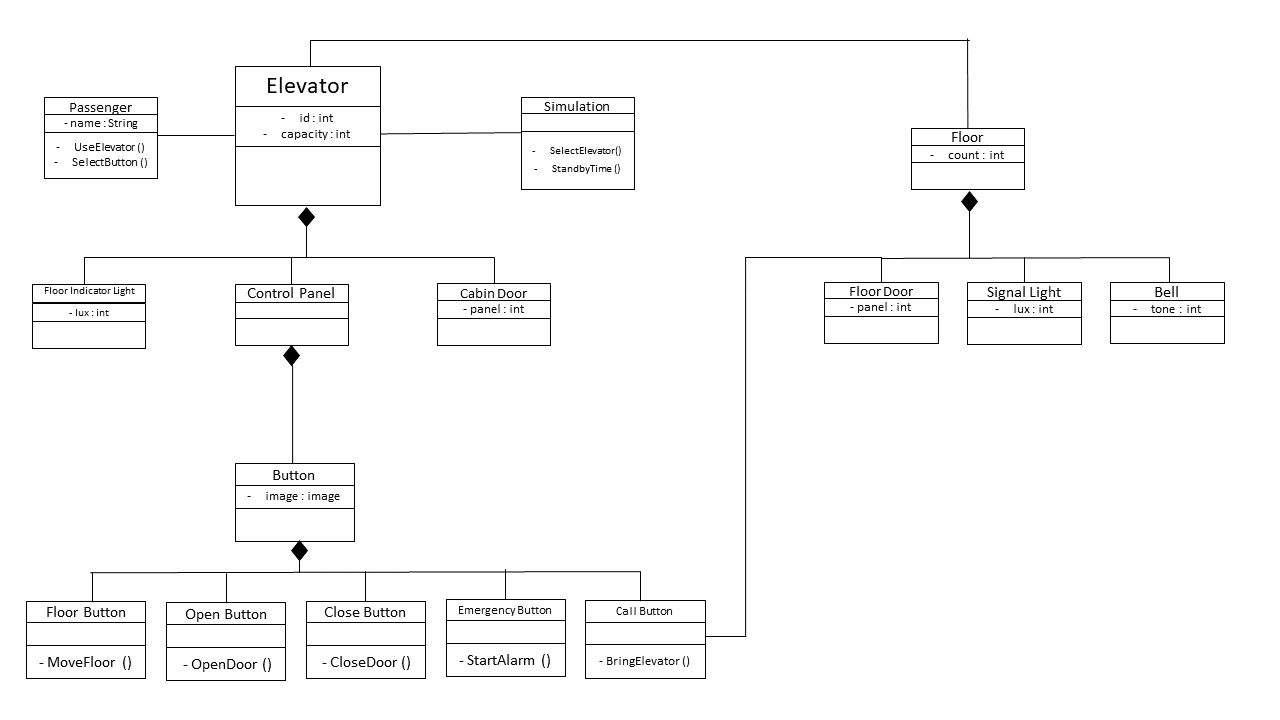 Elevator
- id : int
- capacity : int
Passenger
- name : String
- UseElevator ()
- SelectButton ()
Simulation
- SelectElevator()
- StandbyTime ()
Floor
- count : int
Floor Indicator Light
- lux : int
Control Panel
Cabin Door
- panel : int
Floor Door
- panel : int
Signal Light
- lux : int
Bell
- tone : int
Button
- image : image
Floor Button
- MoveFloor ()
Open Button
- OpenDoor ()
Close Button
- CloseDoor ()
Emergency Button
- StartAlarm ()
Call Button
- BringElevator ()